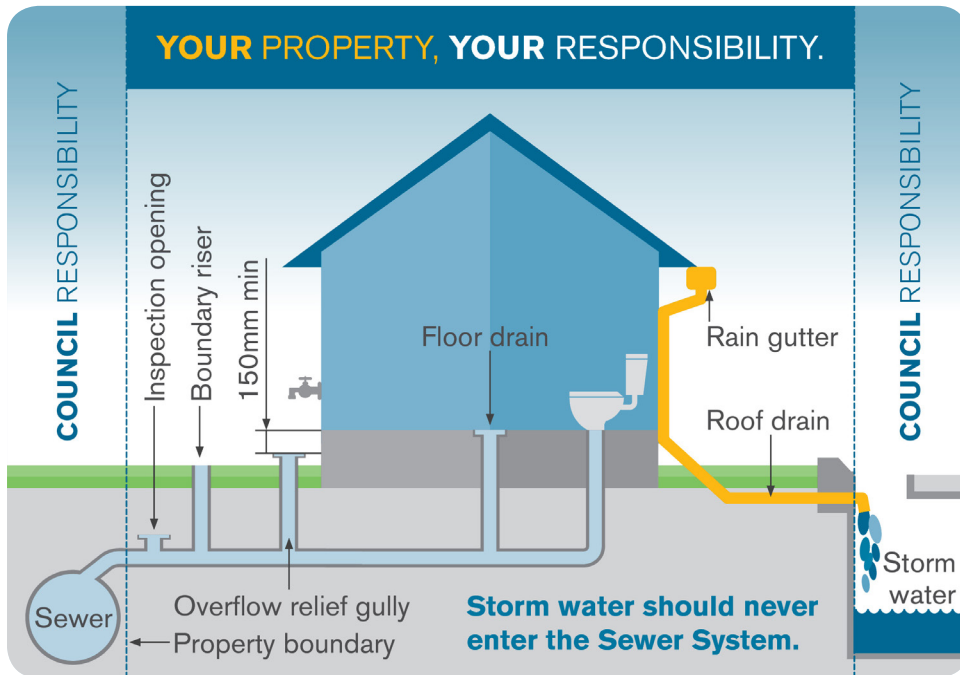 YOUR PROPERTY, YOUR RESPONSIBILITY.
COUNCIL RESPONSIBILITY
Inspection opening
Boundary riser
150mm min
Floor drain
Rain gutter
Roof drain
COUNCIL RESPONSIBILITY
Sewer
Overflow relief gully
Property boundary
Storm water should never
enter the Sewer System.
Storm
water